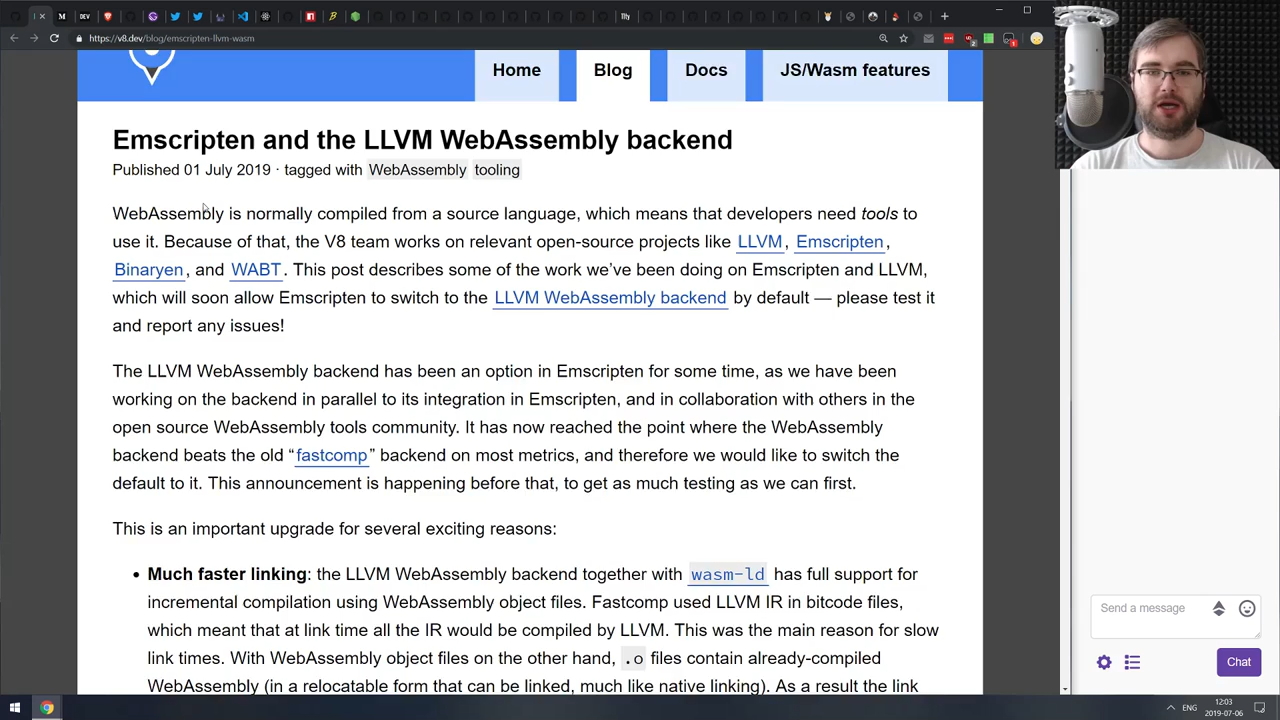 DEV
Tty
https://v8.dev/blog/emscripten-llvm-wasm
Home
Blog
Docs
JS/Wasm features
Emscripten and the LLVM WebAssembly backend
Published 01 July 2019 · tagged with WebAssembly tooling
WebAssembly is normally compiled from a source language, which means that developers need tools to
use it. Because of that, the V8 team works on relevant open-source projects like LLVM, Emscripten,
Binaryen, and WABT. This post describes some of the work we’ve been doing on Emscripten and LLVM,
which will soon allow Emscripten to switch to the LLVM WebAssembly backend by default — please test it
and report any issues!
The LLVM WebAssembly backend has been an option in Emscripten for some time, as we have been
working on the backend in parallel to its integration in Emscripten, and in collaboration with others in the
open source WebAssembly tools community. It has now reached the point where the WebAssembly
backend beats the old “fastcomp” backend on most metrics, and therefore we would like to switch the
default to it. This announcement is happening before that, to get as much testing as we can first.
This is an important upgrade for several exciting reasons:
• Much faster linking: the LLVM WebAssembly backend together with wasm-ld has full support for
incremental compilation using WebAssembly object files. Fastcomp used LLVM IR in bitcode files,
which meant that at link time all the IR would be compiled by LLVM. This was the main reason for slow
link times. With WebAssembly object files on the other hand, .o files contain already-compiled
WebAssembly (in a relocatable form that can be linked, much like native linking). As a result the link
Send a message
Chat
ENG
12:03
2019-07-06